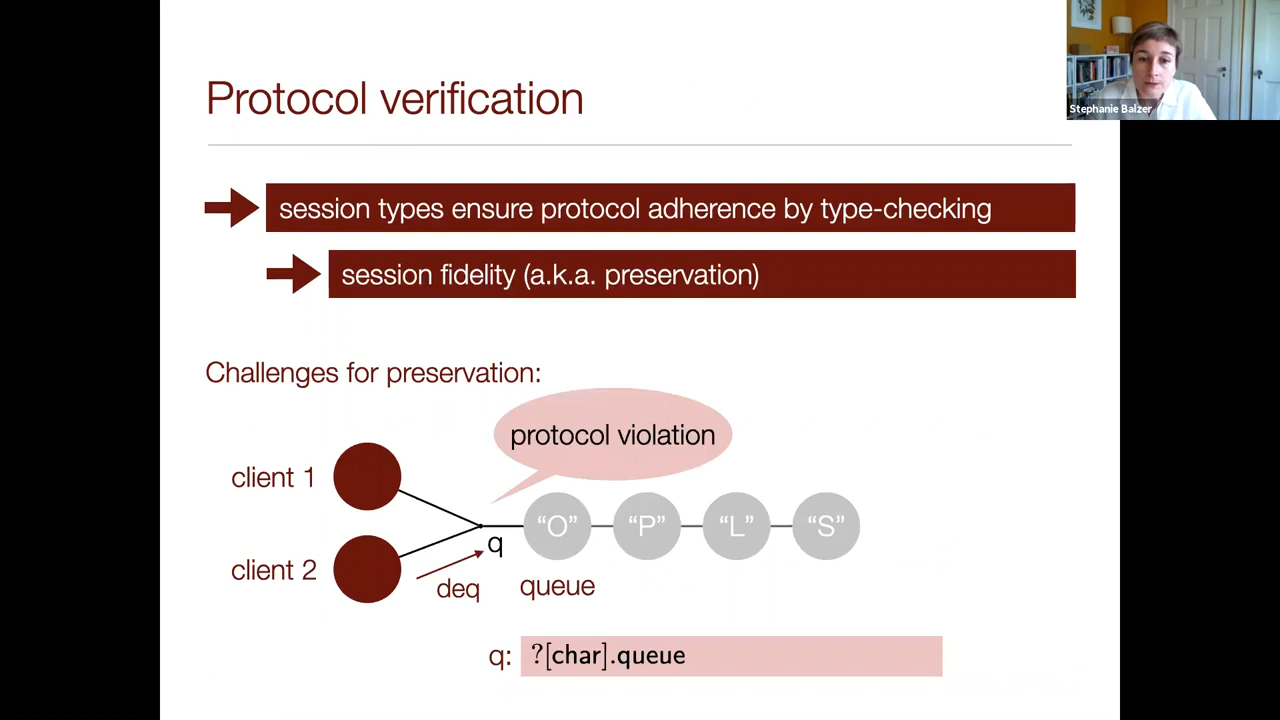 Stephanie Balzer
Protocol verification
session types ensure protocol adherence by type-checking
session fidelity (a.k.a. preservation)
Challenges for preservation:
protocol violation
client 1
“O” “P” “L” “S”
q
client 2
deq
queue
q: ?[char].queue